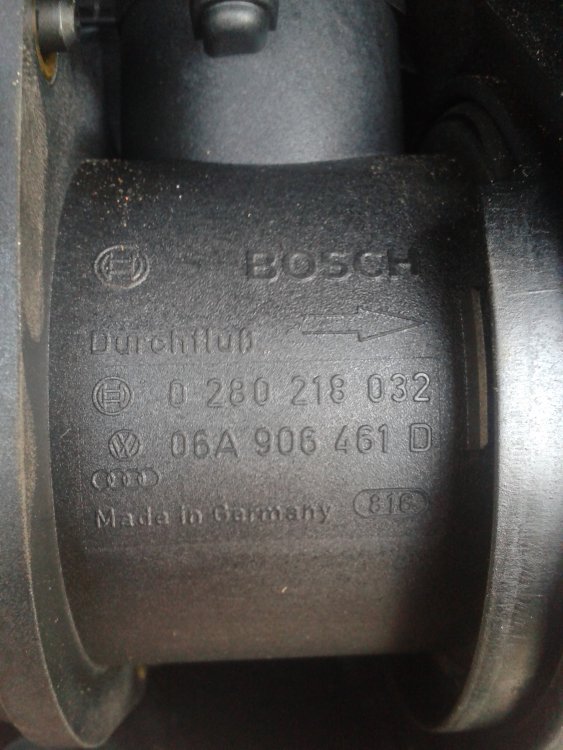 BOSCH
Durchfluß
0 280 218 032
06A 906 461 D
Made in Germany 816